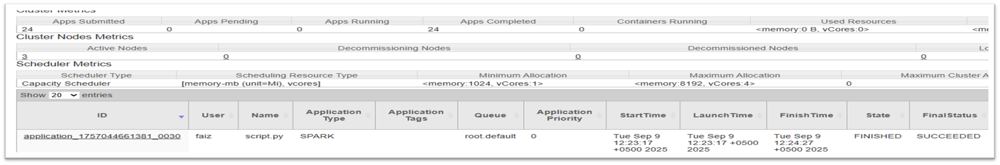 Cluster Metrics
Apps Submitted Apps Pending Apps Running Apps Completed Containers Running Used Resources
24 0 0 24 0 <memory:0 B, vCores:0> <me
Cluster Nodes Metrics
Active Nodes Decommissioning Nodes Decommissioned Nodes Lo
3 0 0 0
Scheduler Metrics
Scheduler Type Scheduling Resource Type Minimum Allocation Maximum Allocation Maximum Cluster A
Capacity Scheduler [memory-mb (unit=Mi), vcores] <memory:1024, vCores:1> <memory:8192, vCores:4> 0
Show 20 entries
ID User Name Application Type Application Tags Queue Application Priority StartTime LaunchTime FinishTime State FinalStatus
application_1757044661381_0030 faiz script.py SPARK root.default 0 Tue Sep 9 Tue Sep 9 Tue Sep 9 FINISHED SUCCEEDED
12:23:17 12:23:17 +0500 12:24:27
+0500 2025 2025 +0500 2025